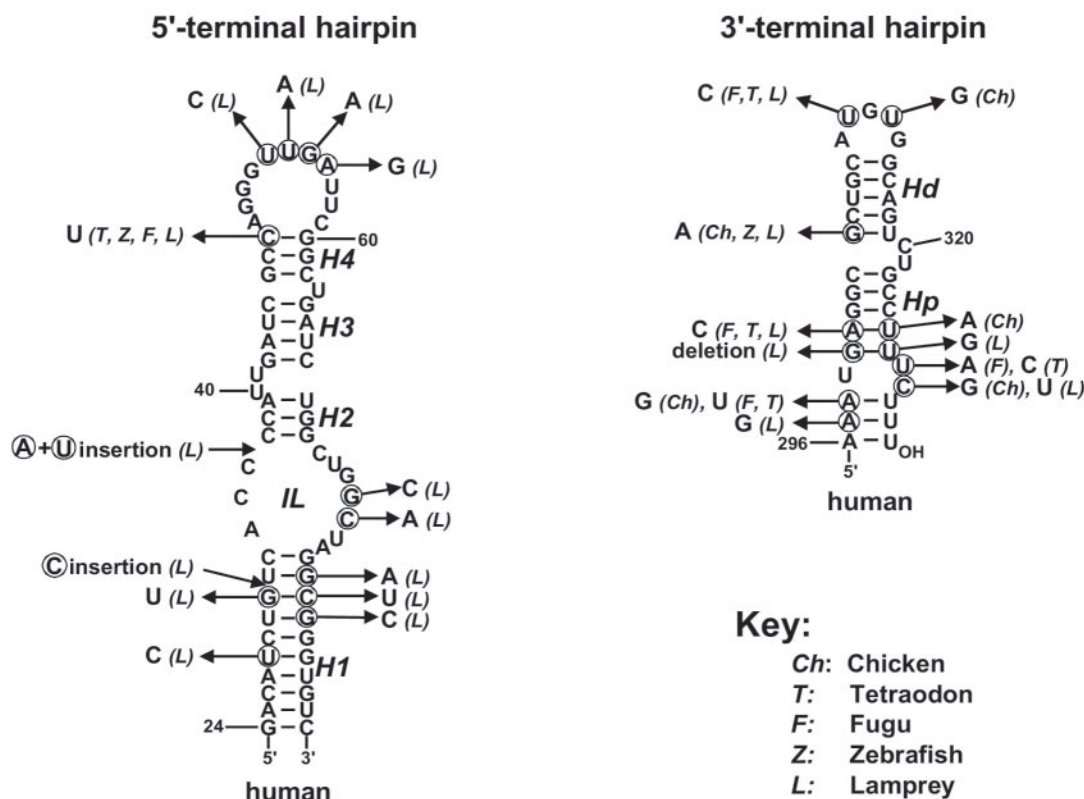 5'-terminal hairpin
A (L)
C (L)
A (L)
G G G U U G A U U C
G (L)
A
U (T, Z, F, L)
C G 60
C G
G C H4
U
C G
U A H3
A U
G C
U
40 U
A U
C G H2
C G
A+U insertion (L)
C C A
IL
C U G G C U A
C (L)
A (L)
C G
C insertion (L)
U G A (L)
U (L) G C U (L)
U G C (L)
C G
C (L) U G H1
A U
C G
A U
24 G C
5' 3'
human
3'-terminal hairpin
C (F,T, L)
A U G U G
G (Ch)
C G
G C Hd
U A
C G
A (Ch, Z, L) G U
C 320
U
C G
G C Hp
G C
C (F, T, L) A U A (Ch)
deletion (L) G U G (L)
U U A (F), C (T)
C G (Ch), U (L)
G (Ch), U (F, T) A U
G (L) A U
296 A U OH
5'
human
Key:
Ch: Chicken
T: Tetraodon
F: Fugu
Z: Zebrafish
L: Lamprey